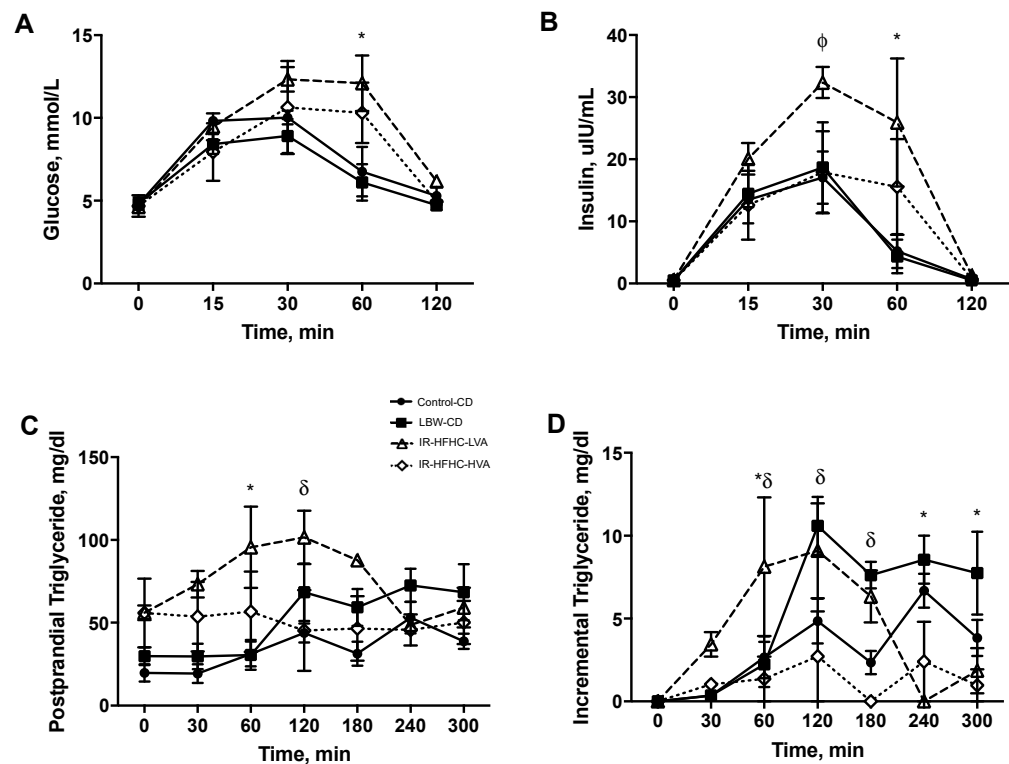 A
Glucose, mmol/L
15
10
5
0
*
0 15 30 60 120
Time, min
B
Insulin, uIU/mL
40
30
20
10
0
ϕ *
0 15 30 60 120
Time, min
Control-CD
LBW-CD
IR-HFHC-LVA
IR-HFHC-HVA
C
Postprandial Triglyceride, mg/dl
150
100
50
0
* δ
0 30 60 120 180 240 300
Time, min
D
Incremental Triglyceride, mg/dl
15
10
5
0
*δ δ δ * *
0 30 60 120 180 240 300
Time, min